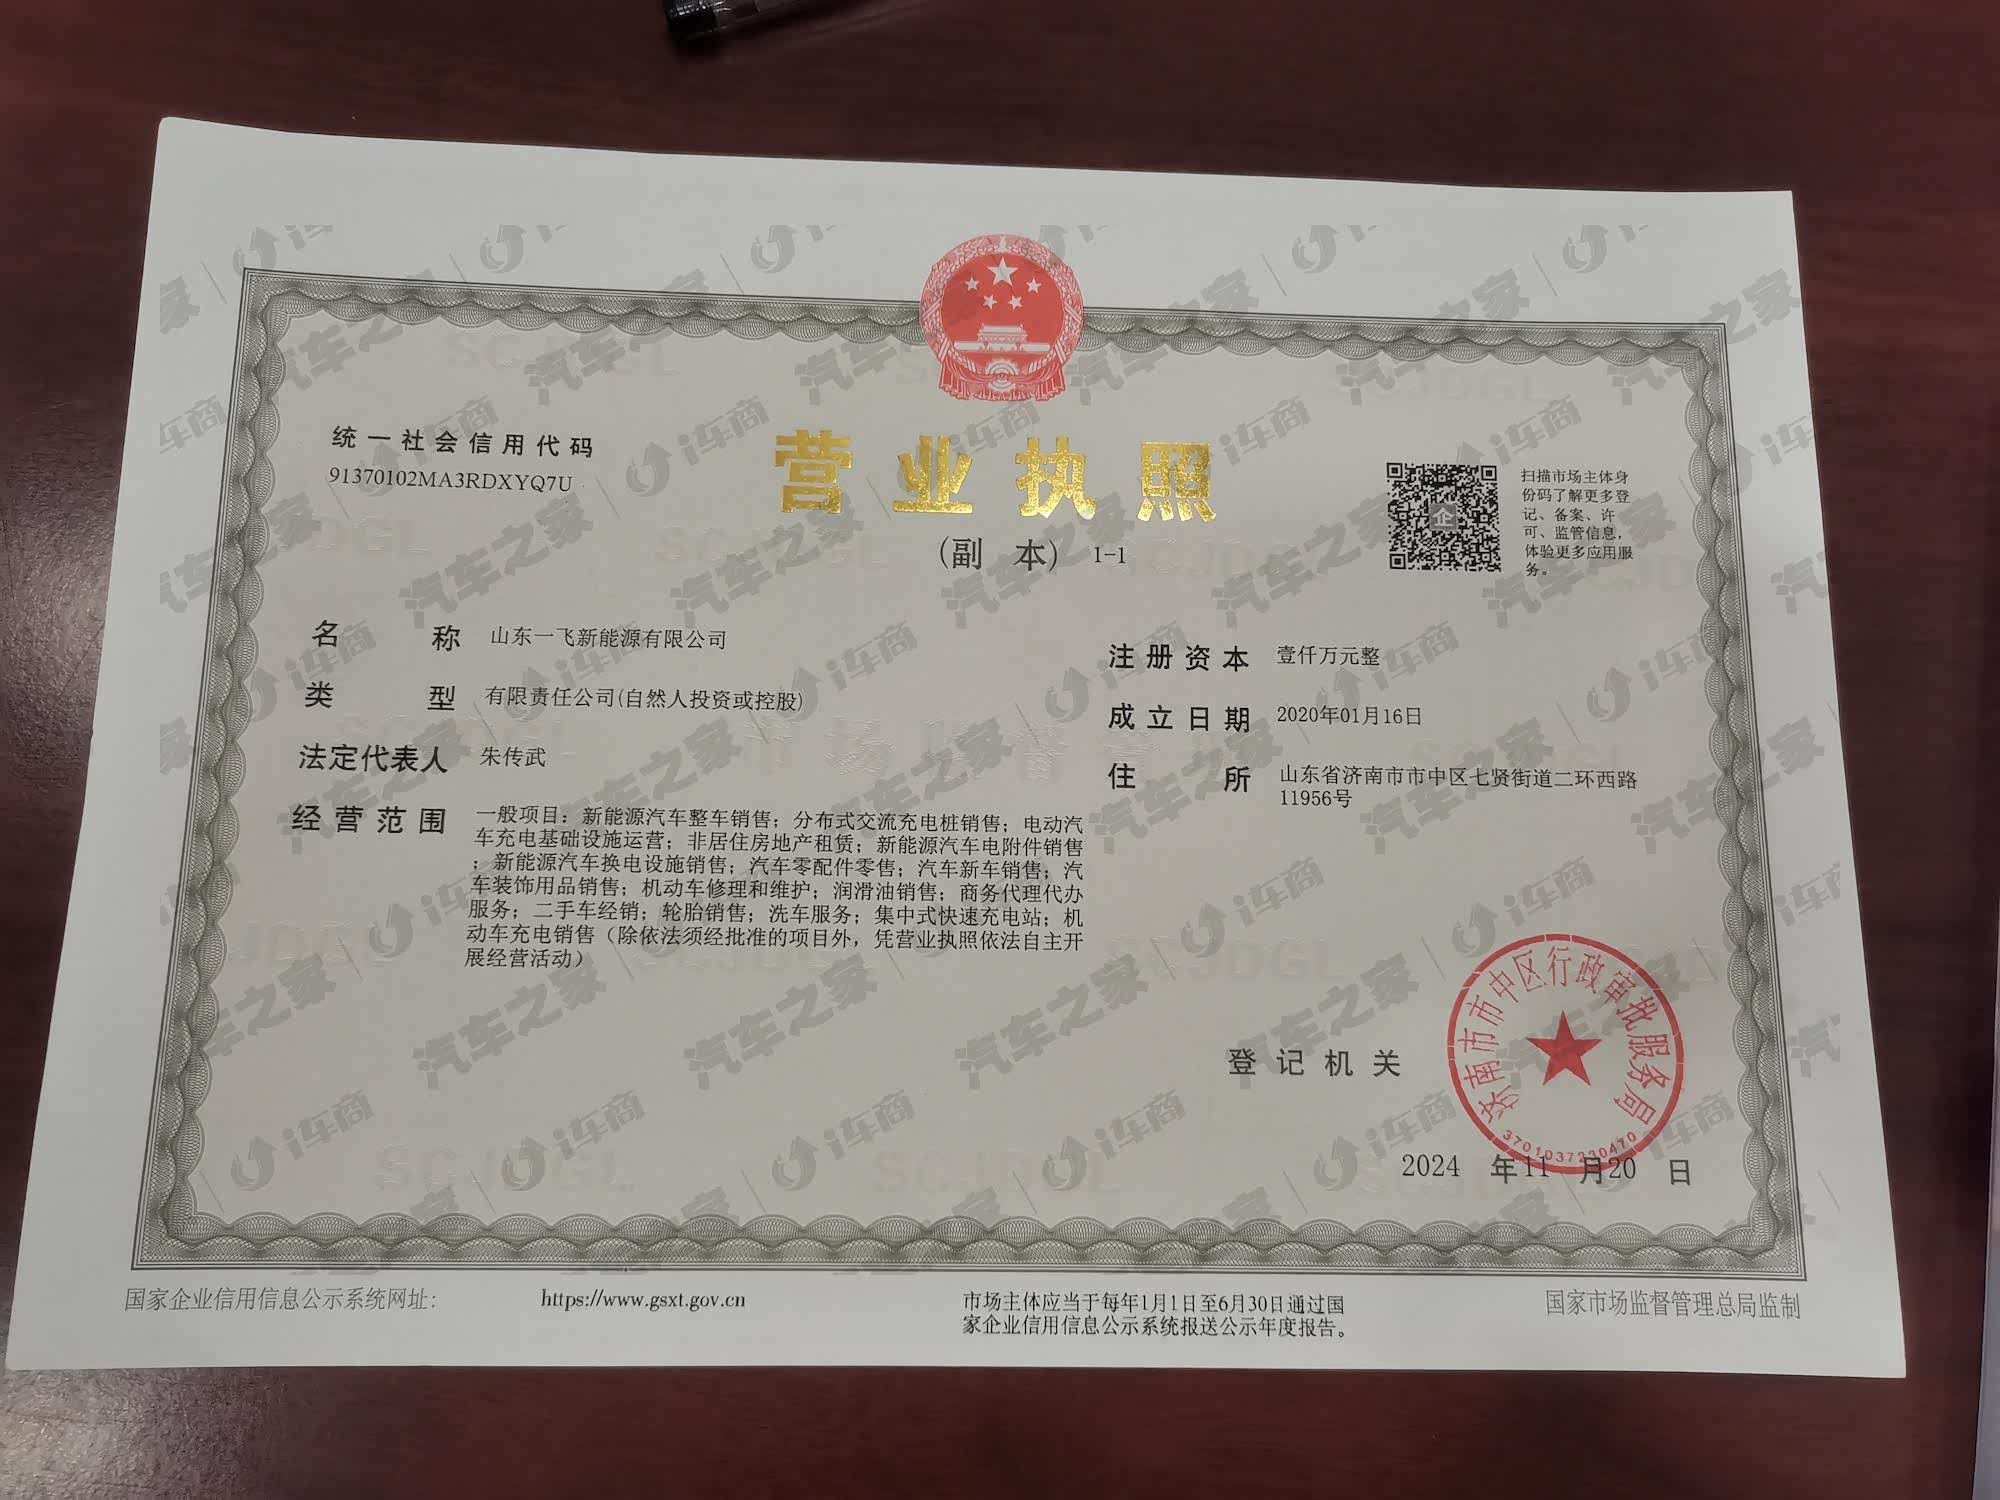 统一社会信用代码
91370102MA3RDXYQ7U
营业执照
(副 本) 1-1
扫描市场主体身
份码了解更多登
记、备案、许
可、监管信息，
体验更多应用服
务。
名 称 山东一飞新能源有限公司
类 型 有限责任公司(自然人投资或控股)
法定代表人 朱传武
经营范围 一般项目：新能源汽车整车销售；分布式交流充电桩销售；电动汽
车充电基础设施运营；非居住房地产租赁；新能源汽车电附件销售
；新能源汽车换电设施销售；汽车零配件零售；汽车新车销售；汽
车装饰用品销售；机动车修理和维护；润滑油销售；商务代理代办
服务；二手车经销；轮胎销售；洗车服务；集中式快速充电站；机
动车充电销售（除依法须经批准的项目外，凭营业执照依法自主开
展经营活动）
注册资本 壹仟万元整
成立日期 2020年01月16日
住 所 山东省济南市市中区七贤街道二环西路
11956号
登记机关
济南市市中区行政审批服务局
3701037230470
2024 年11 月20 日
国家企业信用信息公示系统网址： https://www.gsxt.gov.cn
市场主体应当于每年1月1日至6月30日通过国
家企业信用信息公示系统报送公示年度报告。
国家市场监督管理总局监制
汽车之家 | i车商